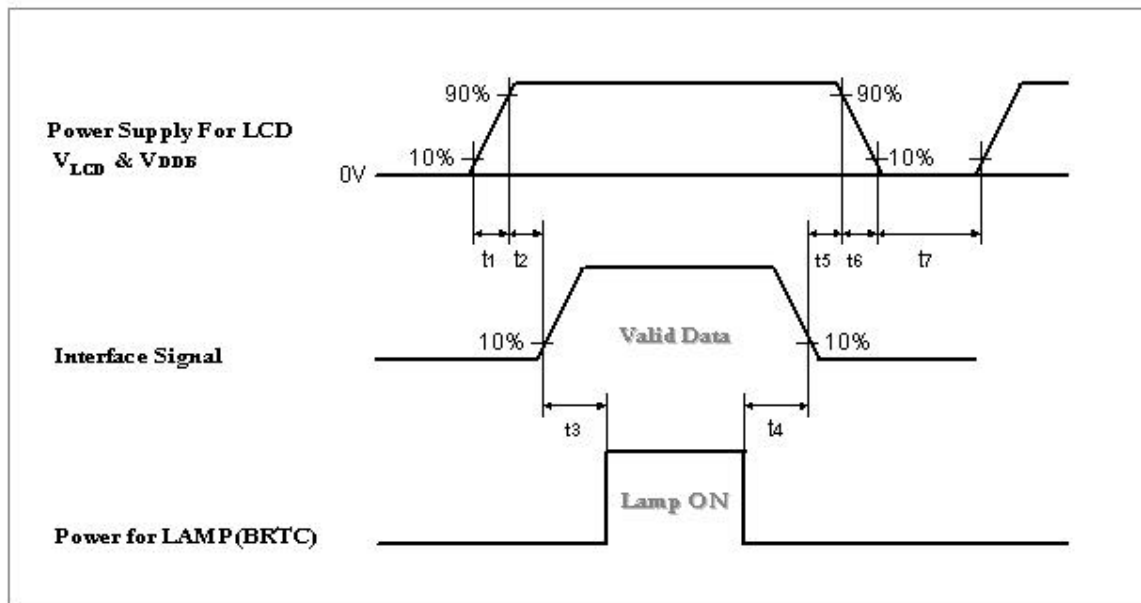 90%
90%
Power Supply For LCD
VLCD & VDDB
10%
10%
0V
t1
t2
t5
t6
t7
Valid Data
10%
10%
Interface Signal
t3
t4
Lamp ON
Power for LAMP(BRTC)